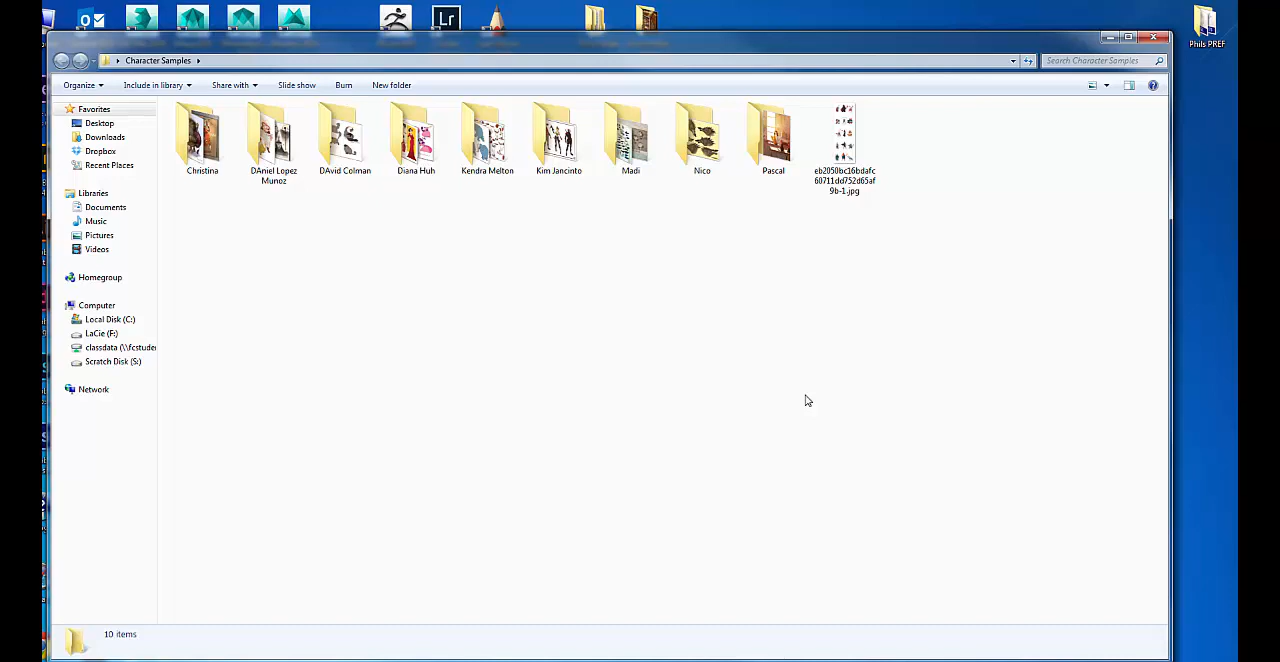 Lr
Phils PREF
Character Samples
Search Character Samples
Organize
Include in library
Share with
Slide show
Burn
New folder
Favorites
Desktop
Downloads
Dropbox
Recent Places
Libraries
Documents
Music
Pictures
Videos
Homegroup
Computer
Local Disk (C:)
LaCie (F:)
classdata (\\fcstude
Scratch Disk (S:)
Network
Christina
DAniel Lopez
Munoz
DAvid Colman
Diana Huh
Kendra Melton
Kim Jancinto
Madi
Nico
Pascal
eb2050bc16bdafc
60711dd752d65af
9b-1.jpg
10 items